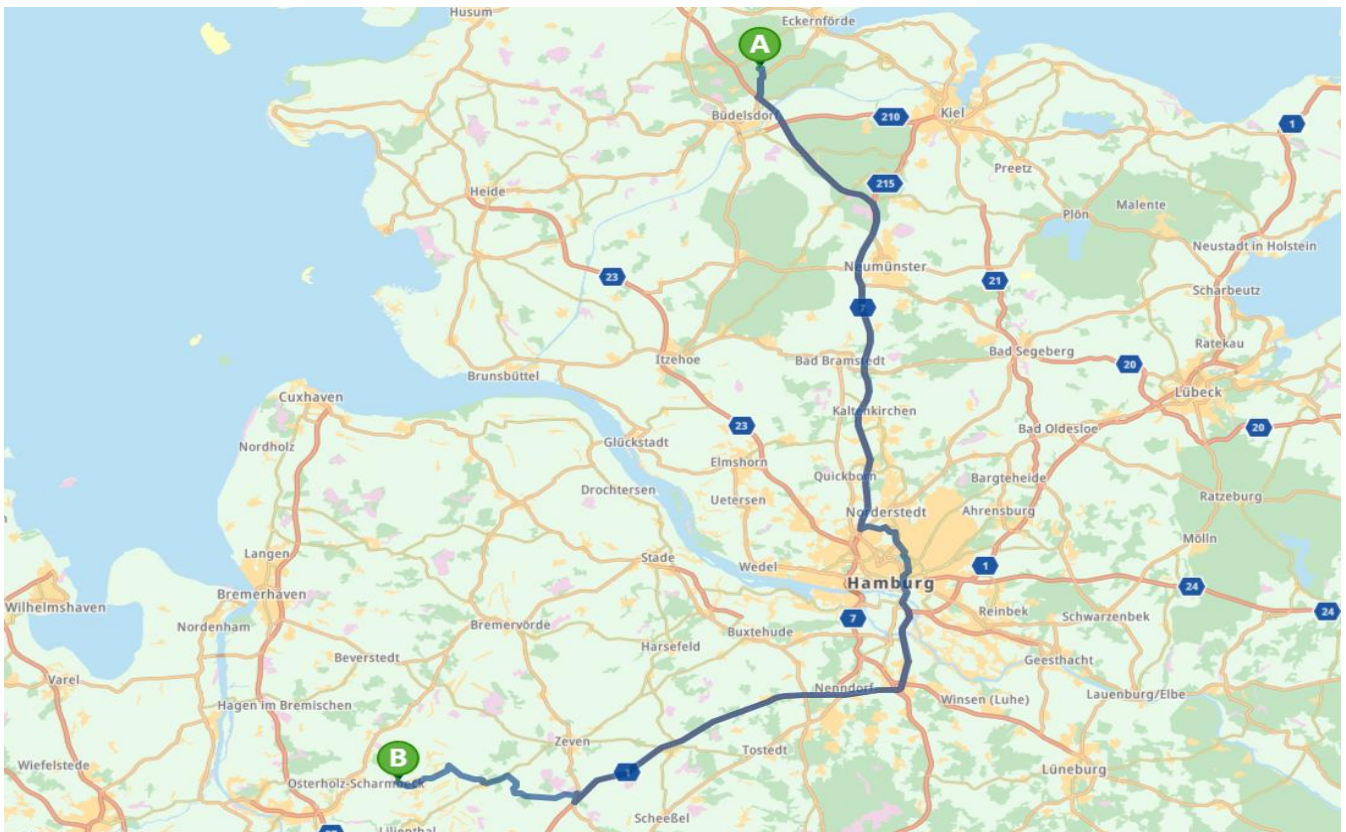 Husum
Eckernförde
A
Büdelsdorf
210
Kiel
1
Preetz
215
Heide
Malente
Plön
Neustadt in Holstein
Neumünster
23
21
Scharbeutz
7
Ratekau
Bad Segeberg
Itzehoe
Bad Bramstedt
20
Brunsbüttel
Lübeck
Cuxhaven
Kaltenkirchen
23
Bad Oldesloe
20
Nordholz
Glückstadt
Elmshorn
Quickborn
Bargteheide
Drochtersen
Uetersen
Ratzeburg
Norderstedt
Ahrensburg
Mölln
Langen
Stade
Wedel
1
Hamburg
24
Bremerhaven
Wilhelmshaven
Reinbek
Schwarzenbek
24
Nordenham
Bremervörde
7
Buxtehude
Harsefeld
Beverstedt
Geesthacht
Varel
Nenndorf
Lauenburg/Elbe
Hagen im Bremischen
Winsen (Luhe)
Zeven
Tostedt
B
Wiefelstede
1
Lüneburg
Osterholz-Scharmbeck
Scheeßel
Lilienthal